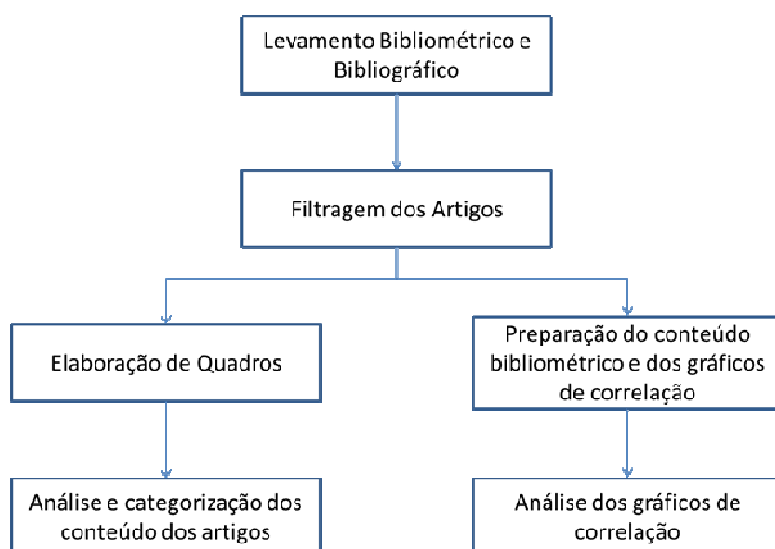 Levamento Bibliométrico e
Bibliográfico
Filtragem dos Artigos
Elaboração de Quadros
Preparação do conteúdo
bibliométrico e dos gráficos
de correlação
Análise e categorização dos
conteúdo dos artigos
Análise dos gráficos de
correlação